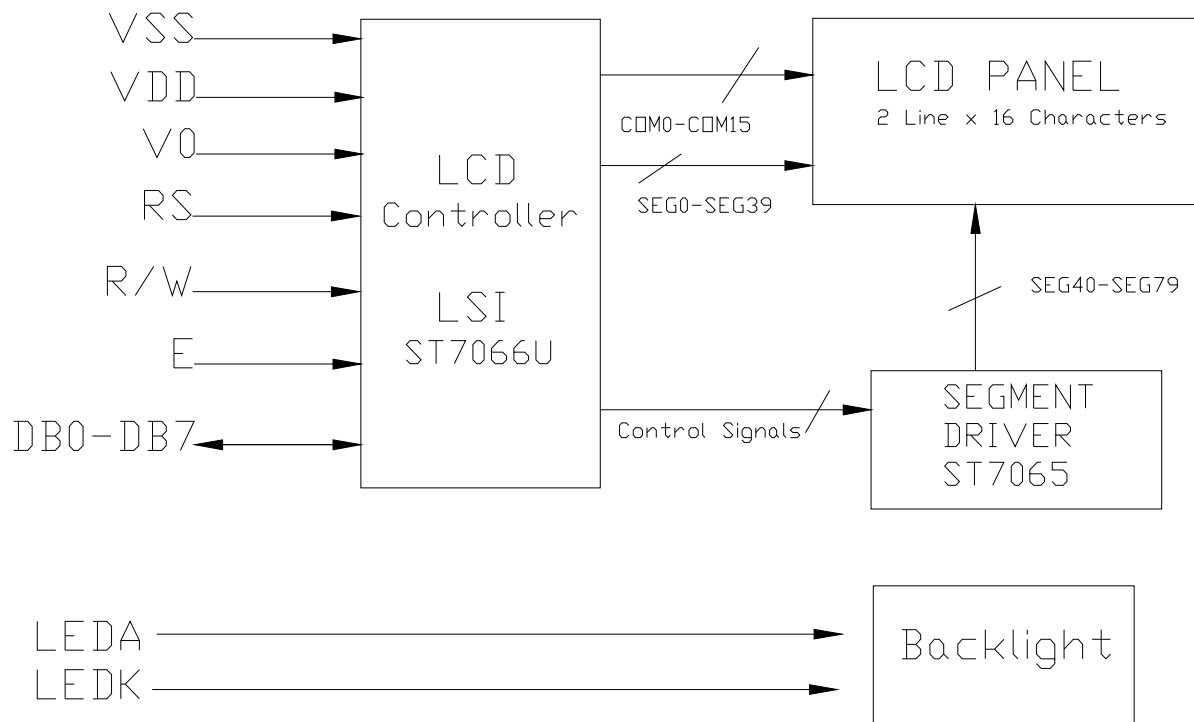 VSS
VDD
V0
RS
R/W
E
DB0-DB7
LCD
Controller
LSI
ST7066U
COM0-COM15
SEG0-SEG39
Control Signals
LCD PANEL
2 Line x 16 Characters
SEG40-SEG79
SEGMENT
DRIVER
ST7065
LEDA
LEDK
Backlight